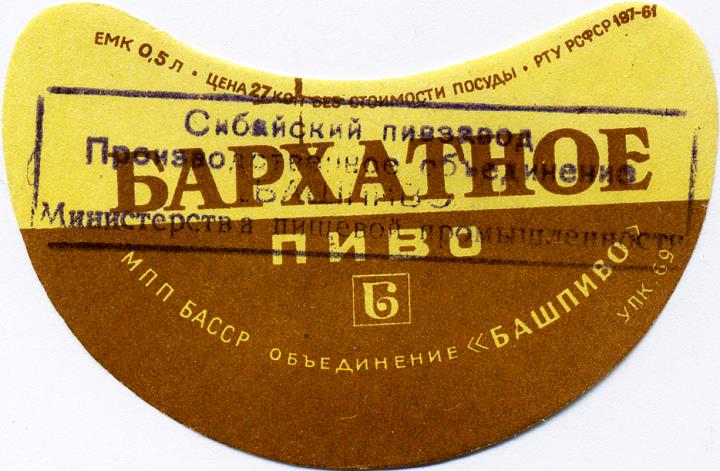 ЕМК 0,5 Л • ЦЕНА 27 КОП БЕЗ СТОИМОСТИ ПОСУДЫ • РТУ РСФСР 197-61
Сибайский пивзавод
Производственное объединение
БАШПИВО
Министерства пищевой промышленности
БАРХАТНОЕ
ПИВО
Б
МПП БАССР ОБЪЕДИНЕНИЕ «БАШПИВО»
УПК 69